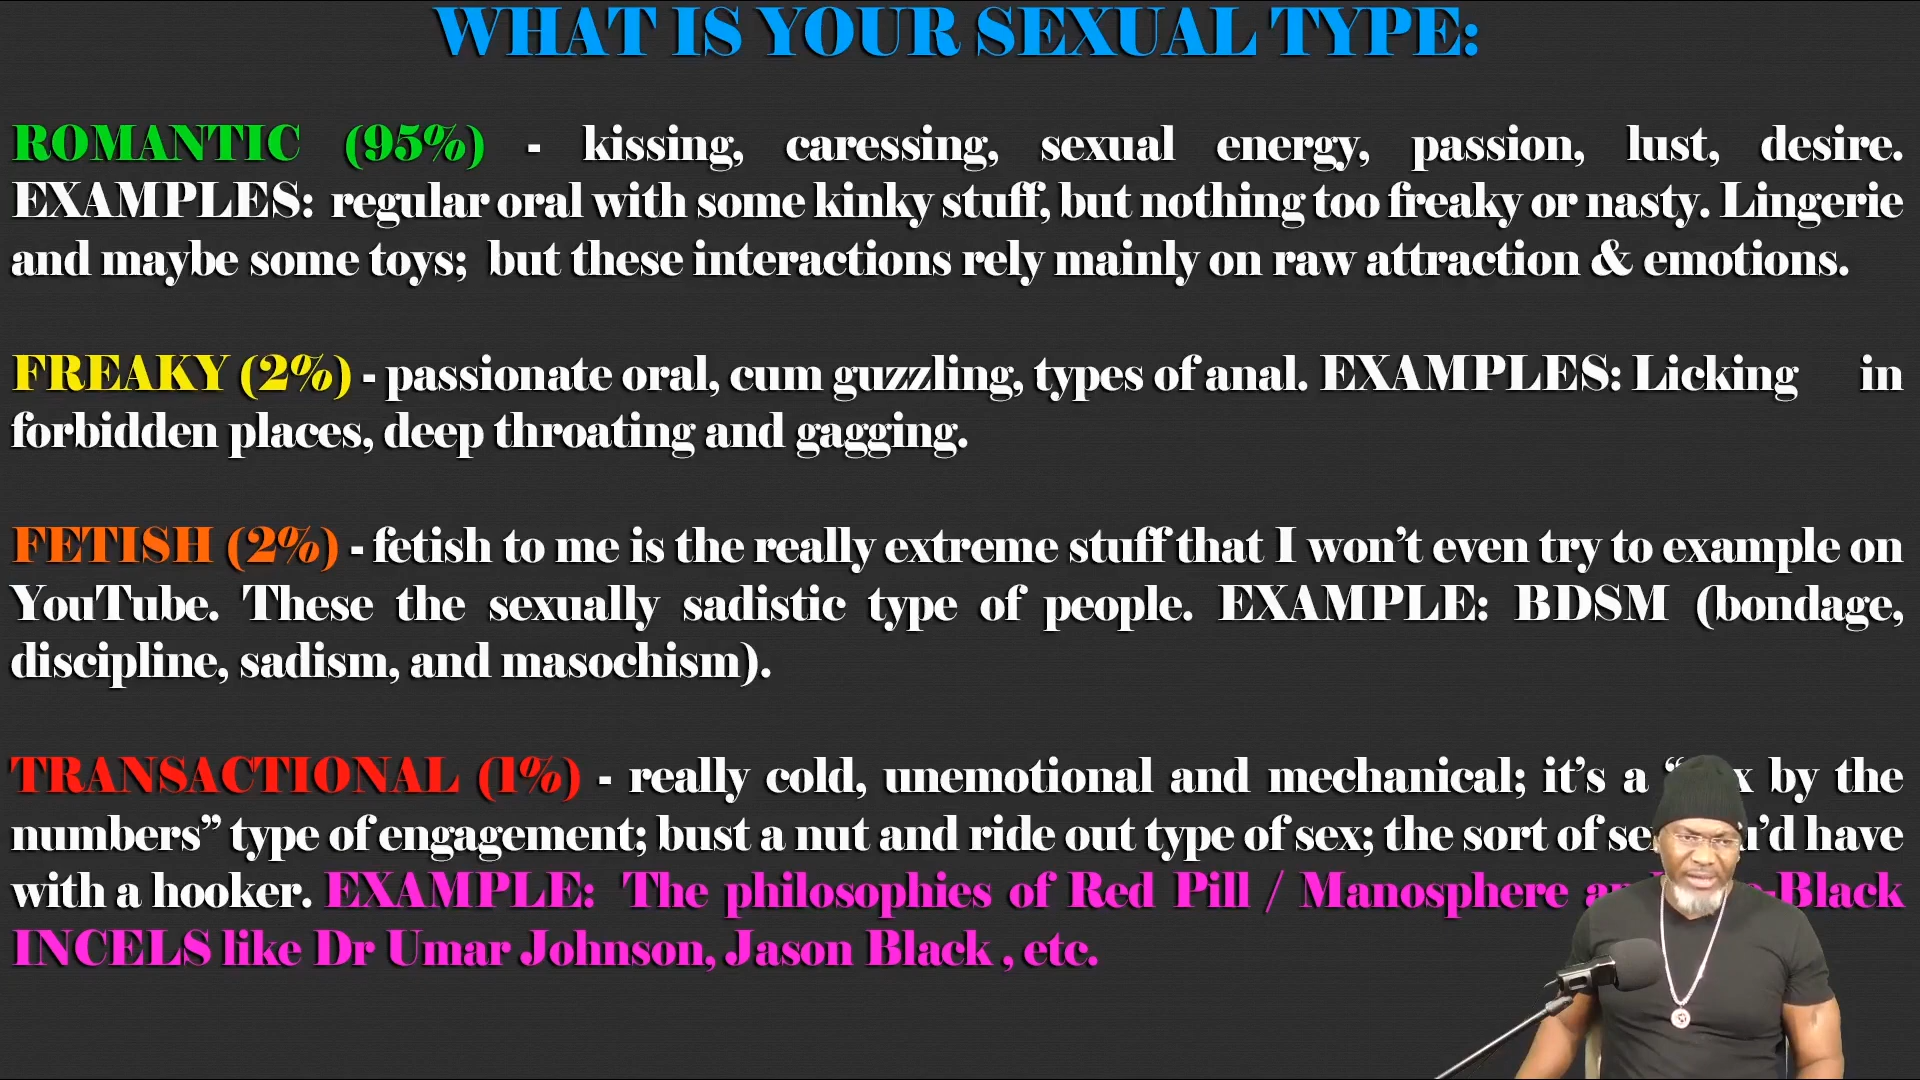 WHAT IS YOUR SEXUAL TYPE:
ROMANTIC (95%) - kissing, caressing, sexual energy, passion, lust, desire.
EXAMPLES: regular oral with some kinky stuff, but nothing too freaky or nasty. Lingerie
and maybe some toys; but these interactions rely mainly on raw attraction & emotions.
FREAKY (2%) - passionate oral, cum guzzling, types of anal. EXAMPLES: Licking in
forbidden places, deep throating and gagging.
FETISH (2%) - fetish to me is the really extreme stuff that I won't even try to example on
YouTube. These the sexually sadistic type of people. EXAMPLE: BDSM (bondage,
discipline, sadism, and masochism).
TRANSACTIONAL (1%) - really cold, unemotional and mechanical; it's a by the
numbers” type of engagement; bust a nut and ride out type of sex; the sort of have
with a hooker. EXAMPLE: The philosophies of Red Pill / Manosphere -Black
INCELS like Dr Umar Johnson, Jason Black , etc.